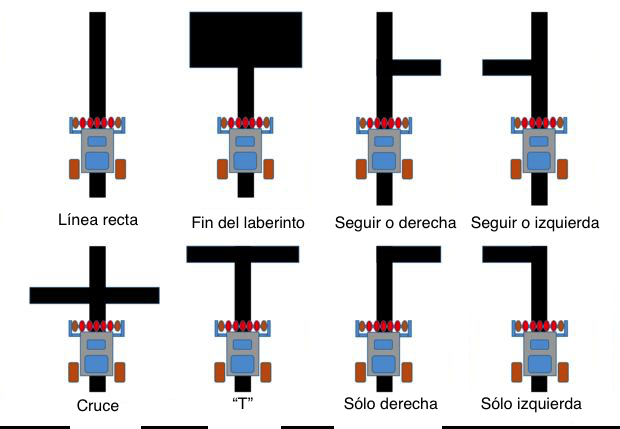 Línea recta
Fin del laberinto
Seguir o derecha
Seguir o izquierda
Cruce
“T”
Sólo derecha
Sólo izquierda